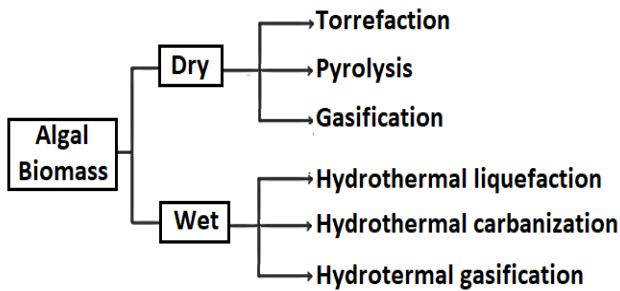 Algal
Biomass
Dry
Torrefaction
Pyrolysis
Gasification
Wet
Hydrothermal liquefaction
Hydrothermal carbanization
Hydrotermal gasification